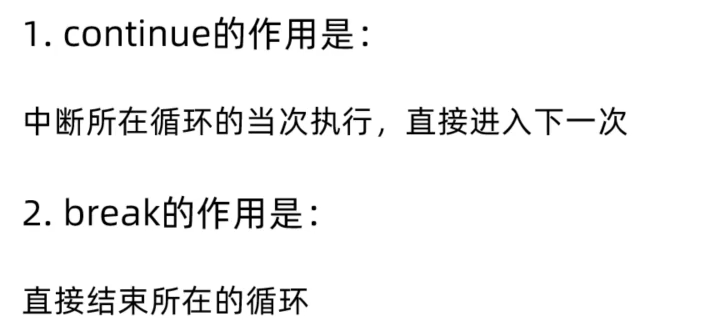 1. continue的作用是：
中断所在循环的当次执行，直接进入下一次
2. break的作用是：
直接结束所在的循环